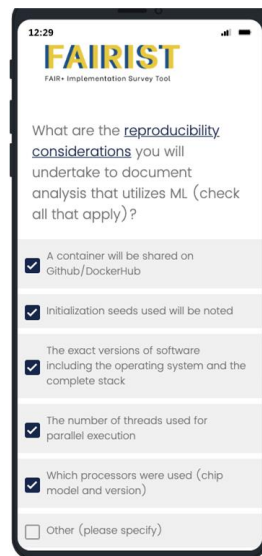 12:29
FAIRIST
FAIR+ Implementation Survey Tool
What are the reproducibility
considerations you will
undertake to document
analysis that utilizes ML (check
all that apply)?
A container will be shared on
Github/DockerHub
Initialization seeds used will be noted
The exact versions of software
including the operating system and the
complete stack
The number of threads used for
parallel execution
Which processors were used (chip
model and version)
Other (please specify)